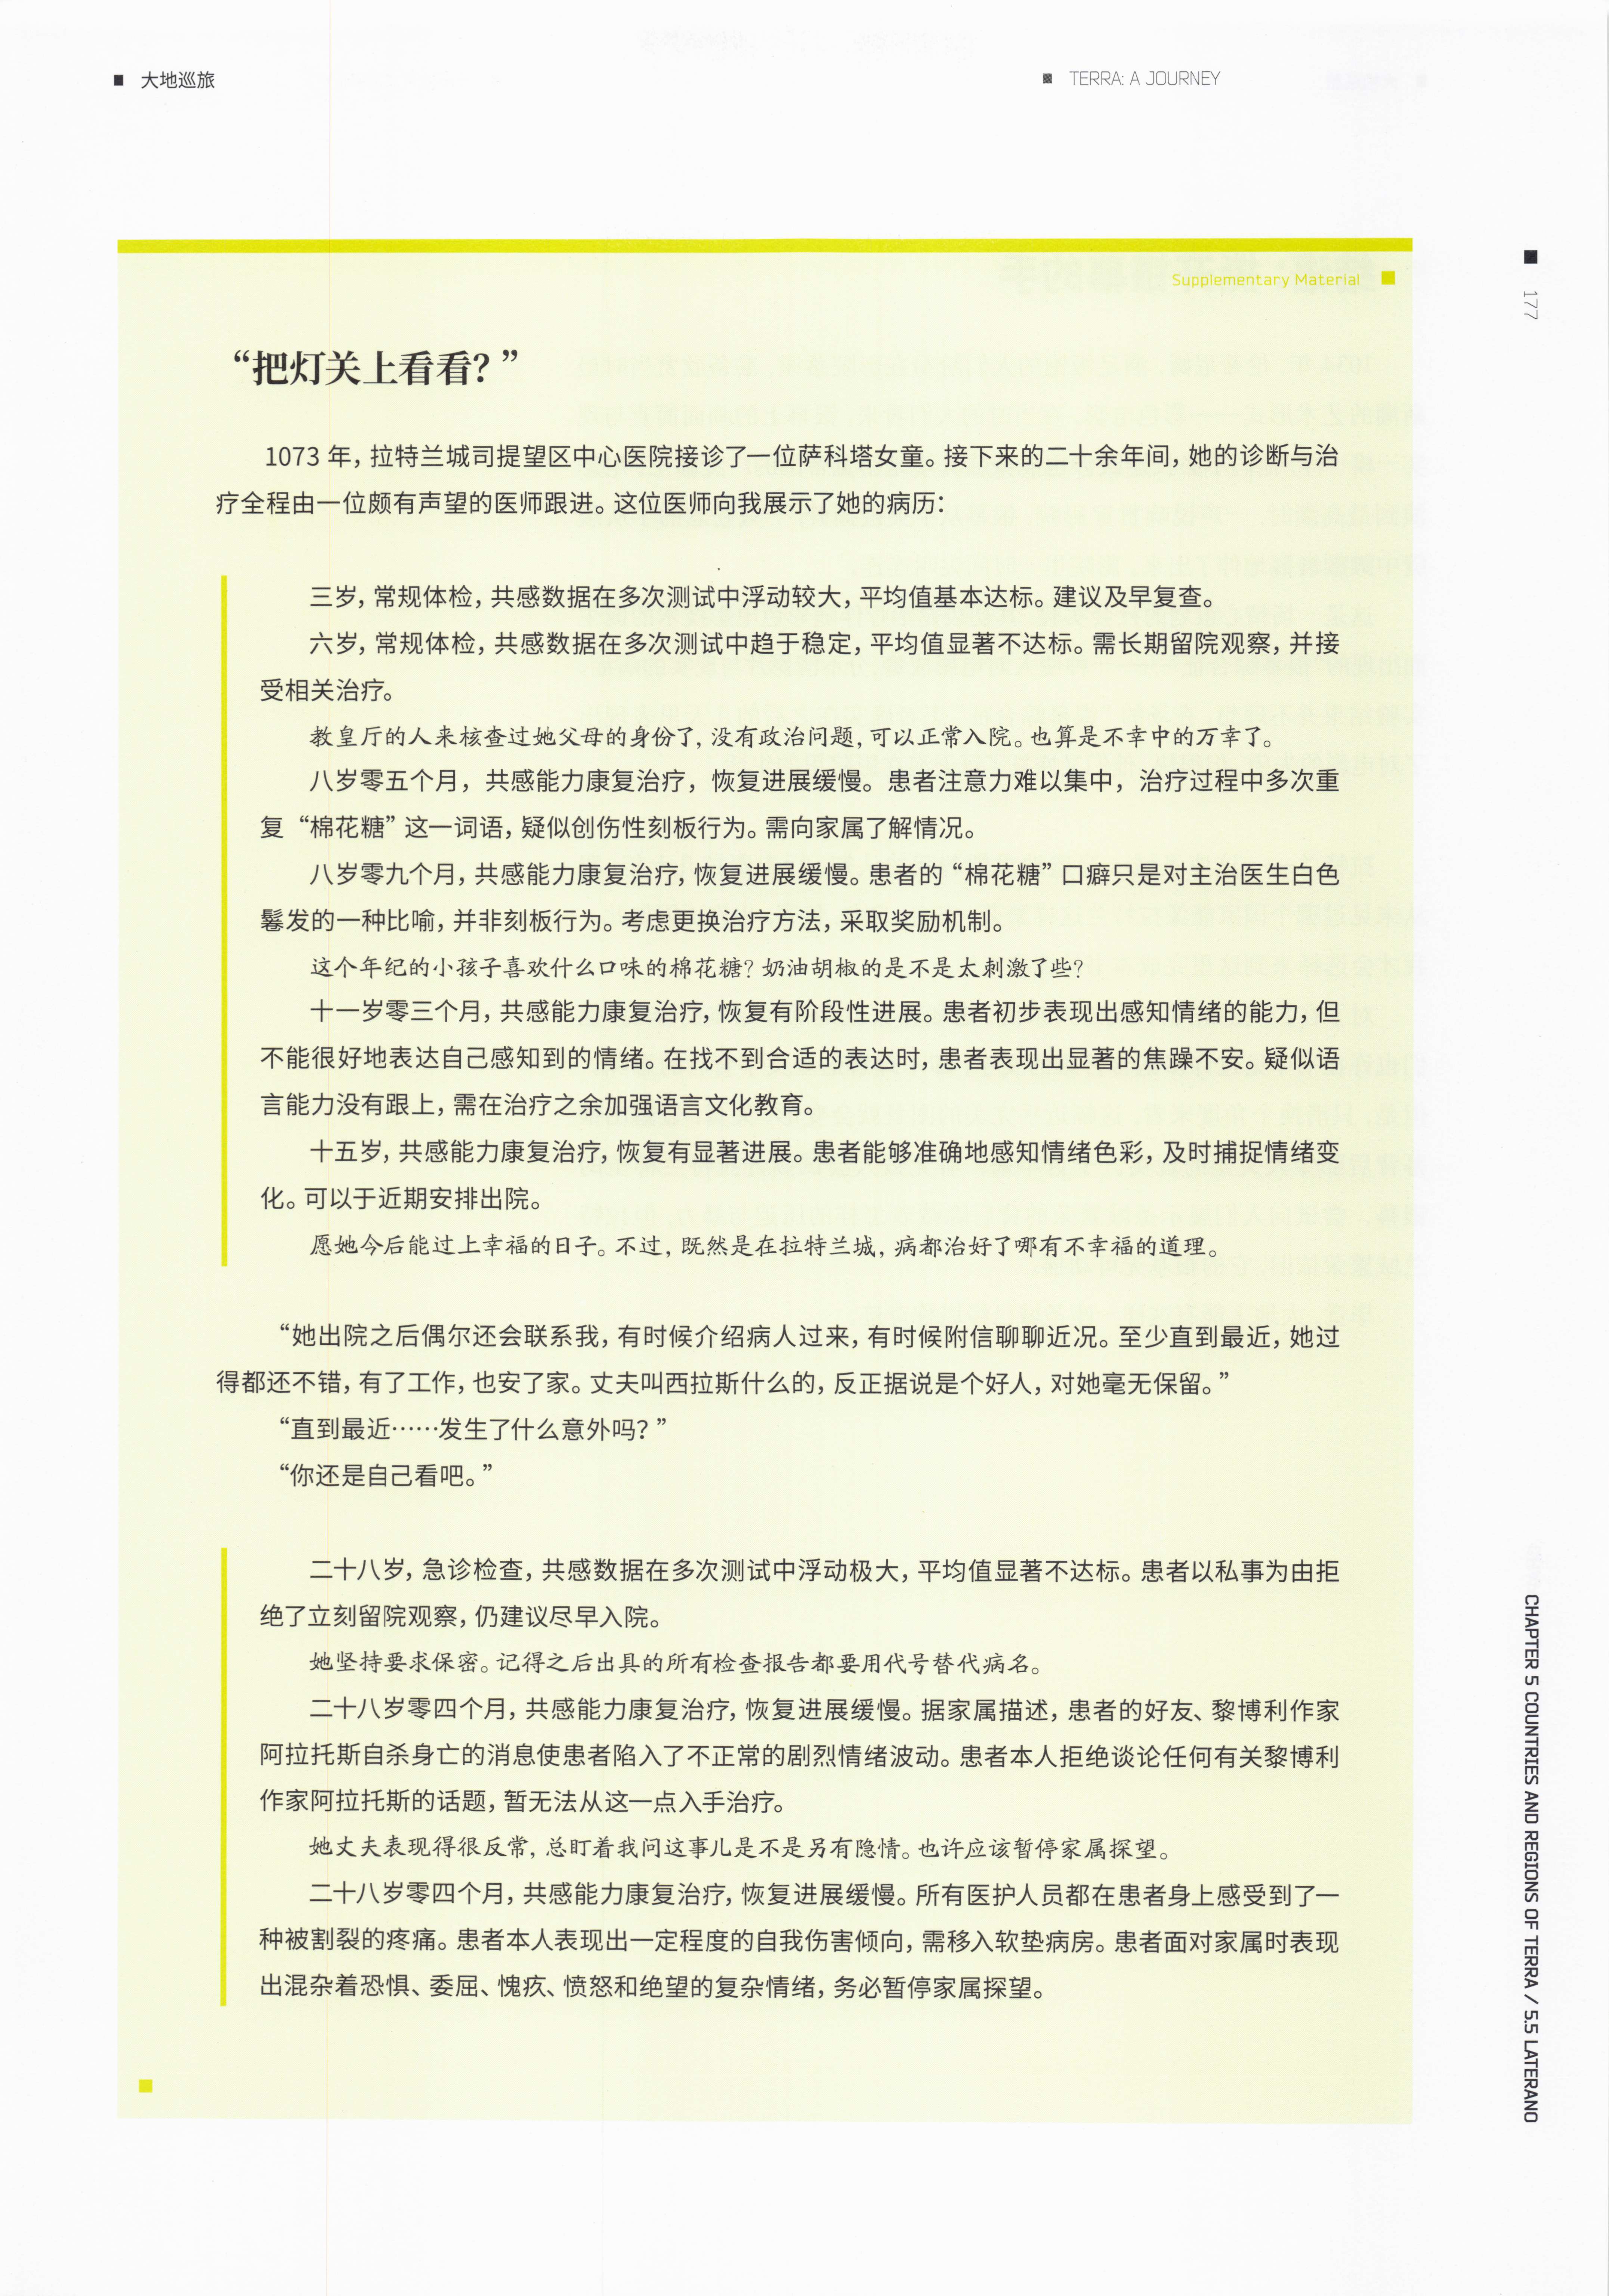 大地巡旅
TERRA: A JOURNEY
177
Supplementary Material
“把灯关上看看？”
1073 年，拉特兰城司提望区中心医院接诊了一位萨科塔女童。接下来的二十余年间，她的诊断与治
疗全程由一位颇有声望的医师跟进。这位医师向我展示了她的病历：
三岁，常规体检，共感数据在多次测试中浮动较大，平均值基本达标。建议及早复查。
六岁，常规体检，共感数据在多次测试中趋于稳定，平均值显著不达标。需长期留院观察，并接
受相关治疗。
教皇厅的人来核查过她父母的身份了，没有政治问题，可以正常入院。也算是不幸中的万幸了。
八岁零五个月，共感能力康复治疗，恢复进展缓慢。患者注意力难以集中，治疗过程中多次重
复“棉花糖”这一词语，疑似创伤性刻板行为。需向家属了解情况。
八岁零九个月，共感能力康复治疗，恢复进展缓慢。患者的“棉花糖”口癖只是对主治医生白色
鬈发的一种比喻，并非刻板行为。考虑更换治疗方法，采取奖励机制。
这个年纪的小孩子喜欢什么口味的棉花糖？奶油胡椒的是不是太刺激了些？
十一岁零三个月，共感能力康复治疗，恢复有阶段性进展。患者初步表现出感知情绪的能力，但
不能很好地表达自己感知到的情绪。在找不到合适的表达时，患者表现出显著的焦躁不安。疑似语
言能力没有跟上，需在治疗之余加强语言文化教育。
十五岁，共感能力康复治疗，恢复有显著进展。患者能够准确地感知情绪色彩，及时捕捉情绪变
化。可以于近期安排出院。
愿她今后能过上幸福的日子。不过，既然是在拉特兰城，病都治好了哪有不幸福的道理。
“她出院之后偶尔还会联系我，有时候介绍病人过来，有时候附信聊聊近况。至少直到最近，她过
得都还不错，有了工作，也安了家。丈夫叫西拉斯什么的，反正据说是个好人，对她毫无保留。”
“直到最近……发生了什么意外吗？”
“你还是自己看吧。”
二十八岁，急诊检查，共感数据在多次测试中浮动极大，平均值显著不达标。患者以私事为由拒
绝了立刻留院观察，仍建议尽早入院。
她坚持要求保密。记得之后出具的所有检查报告都要用代号替代病名。
二十八岁零四个月，共感能力康复治疗，恢复进展缓慢。据家属描述，患者的好友、黎博利作家
阿拉托斯自杀身亡的消息使患者陷入了不正常的剧烈情绪波动。患者本人拒绝谈论任何有关黎博利
作家阿拉托斯的话题，暂无法从这一点入手治疗。
她丈夫表现得很反常，总盯着我问这事儿是不是另有隐情。也许应该暂停家属探望。
二十八岁零四个月，共感能力康复治疗，恢复进展缓慢。所有医护人员都在患者身上感受到了一
种被割裂的疼痛。患者本人表现出一定程度的自我伤害倾向，需移入软垫病房。患者面对家属时表现
出混杂着恐惧、委屈、愧疚、愤怒和绝望的复杂情绪，务必暂停家属探望。
CHAPTER 5 COUNTRIES AND REGIONS OF TERRA / 5.5 LATERANO